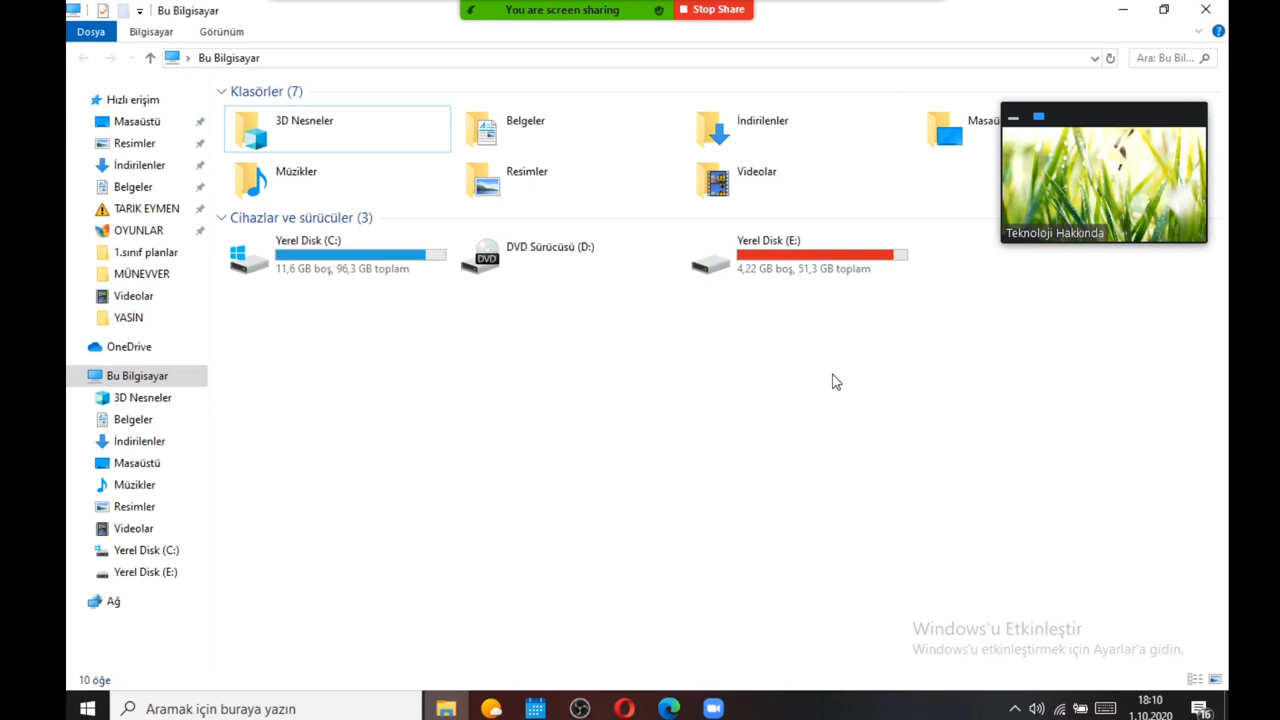 Bu Bilgisayar
You are screen sharing
Stop Share
Dosya
Bilgisayar
Görünüm
Bu Bilgisayar
Ara: Bu Bil...
Hızlı erişim
Masaüstü
Resimler
İndirilenler
Belgeler
TARIK EYMEN
OYUNLAR
1.sınıf planlar
MÜNEVVER
Videolar
YASİN
OneDrive
Bu Bilgisayar
3D Nesneler
Belgeler
İndirilenler
Masaüstü
Müzikler
Resimler
Videolar
Yerel Disk (C:)
Yerel Disk (E:)
Ağ
Klasörler (7)
3D Nesneler
Belgeler
İndirilenler
Masaü
Müzikler
Resimler
Videolar
Cihazlar ve sürücüler (3)
Yerel Disk (C:)
11,6 GB boş, 96,3 GB toplam
DVD
DVD Sürücüsü (D:)
Yerel Disk (E:)
4,22 GB boş, 51,3 GB toplam
Teknoloji Hakkında
Windows'u Etkinleştir
Windows'u etkinleştirmek için Ayarlar'a gidin.
10 öğe
Aramak için buraya yazın
18:10
1.10.2020
16